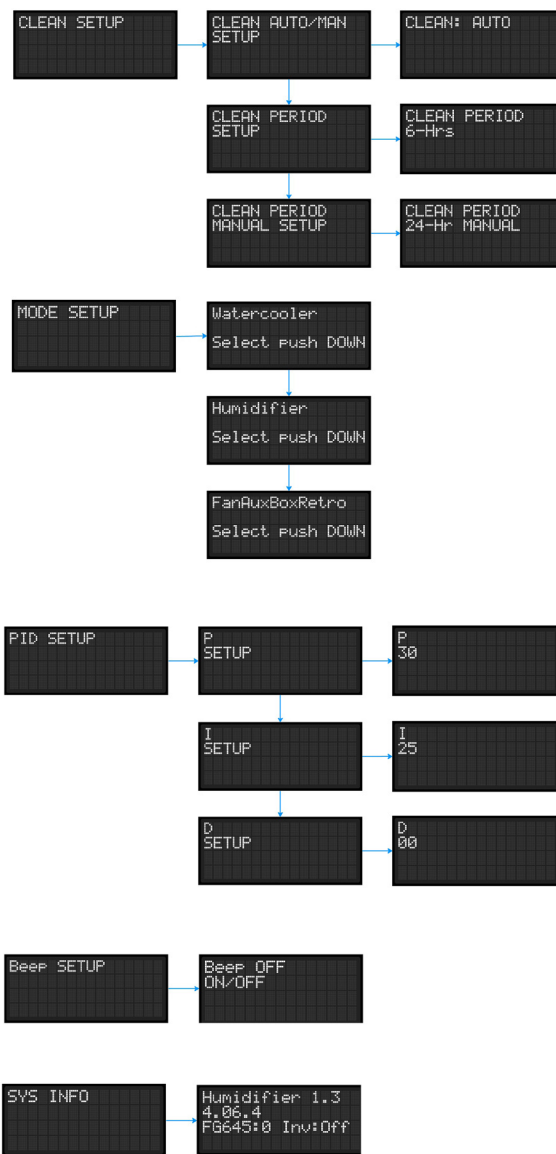 CLEAN SETUP
CLEAN AUTO/MAN
SETUP
CLEAN: AUTO
CLEAN PERIOD
SETUP
CLEAN PERIOD
6-Hrs
CLEAN PERIOD
MANUAL SETUP
CLEAN PERIOD
24-Hr MANUAL
MODE SETUP
Watercooler
Select push DOWN
Humidifier
Select push DOWN
FanAuxBoxRetro
Select push DOWN
PID SETUP
P
SETUP
P
30
I
SETUP
I
25
D
SETUP
D
00
Beep SETUP
Beep OFF
ON/OFF
SYS INFO
Humidifier 1.3
4.06.4
FG645:0 Inv:Off